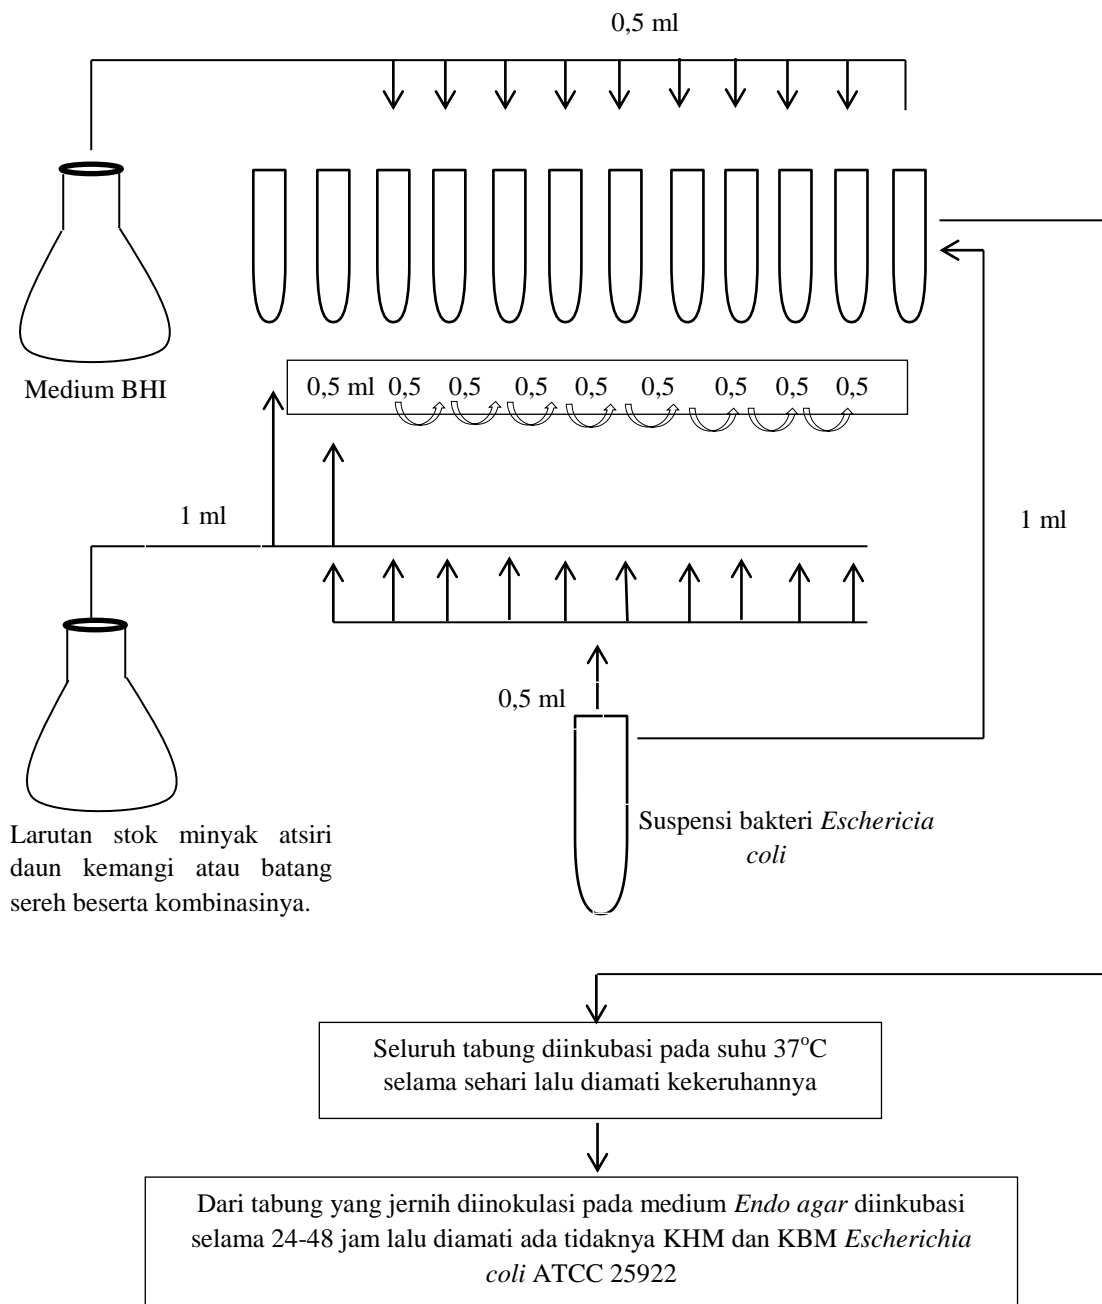 0,5 ml
Medium BHI
0,5 ml 0,5 0,5 0,5 0,5 0,5 0,5 0,5 0,5
1 ml
1 ml
0,5 ml
Larutan stok minyak atsiri
daun kemangi atau batang
sereh beserta kombinasinya.
Suspensi bakteri Eschericia
coli
Seluruh tabung diinkubasi pada suhu 37°C
selama sehari lalu diamati kekeruhannya
Dari tabung yang jernih diinokulasi pada medium Endo agar diinkubasi
selama 24-48 jam lalu diamati ada tidaknya KHM dan KBM Escherichia
coli ATCC 25922